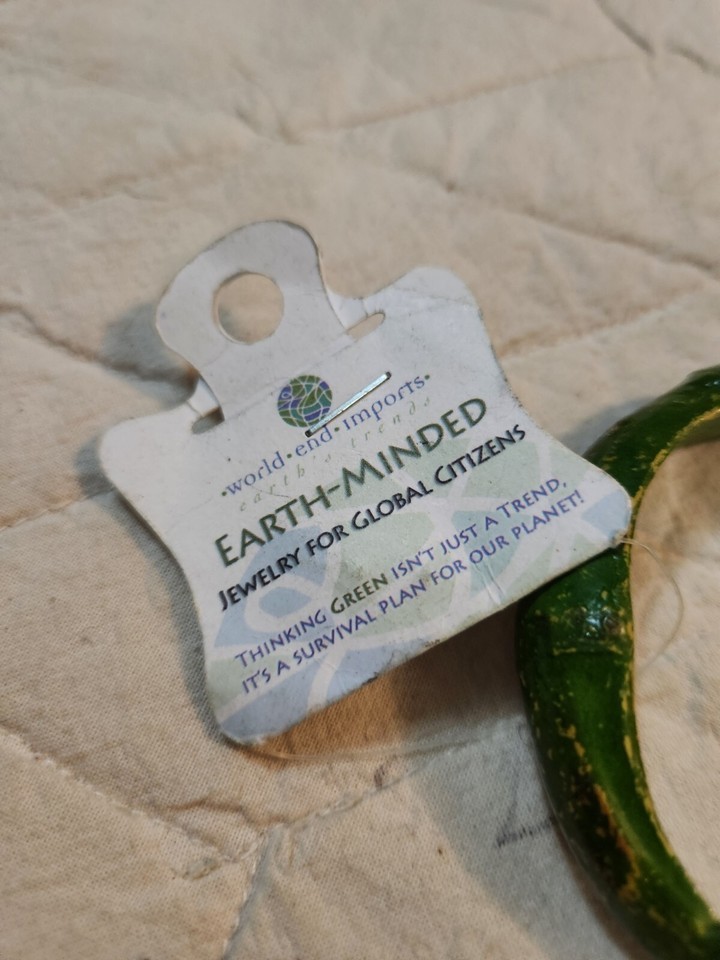 ·world·end·imports·
earth's trends
EARTH-MINDED
JEWELRY FOR GLOBAL CITIZENS
THINKING GREEN ISN'T JUST A TREND,
IT'S A SURVIVAL PLAN FOR OUR PLANET!